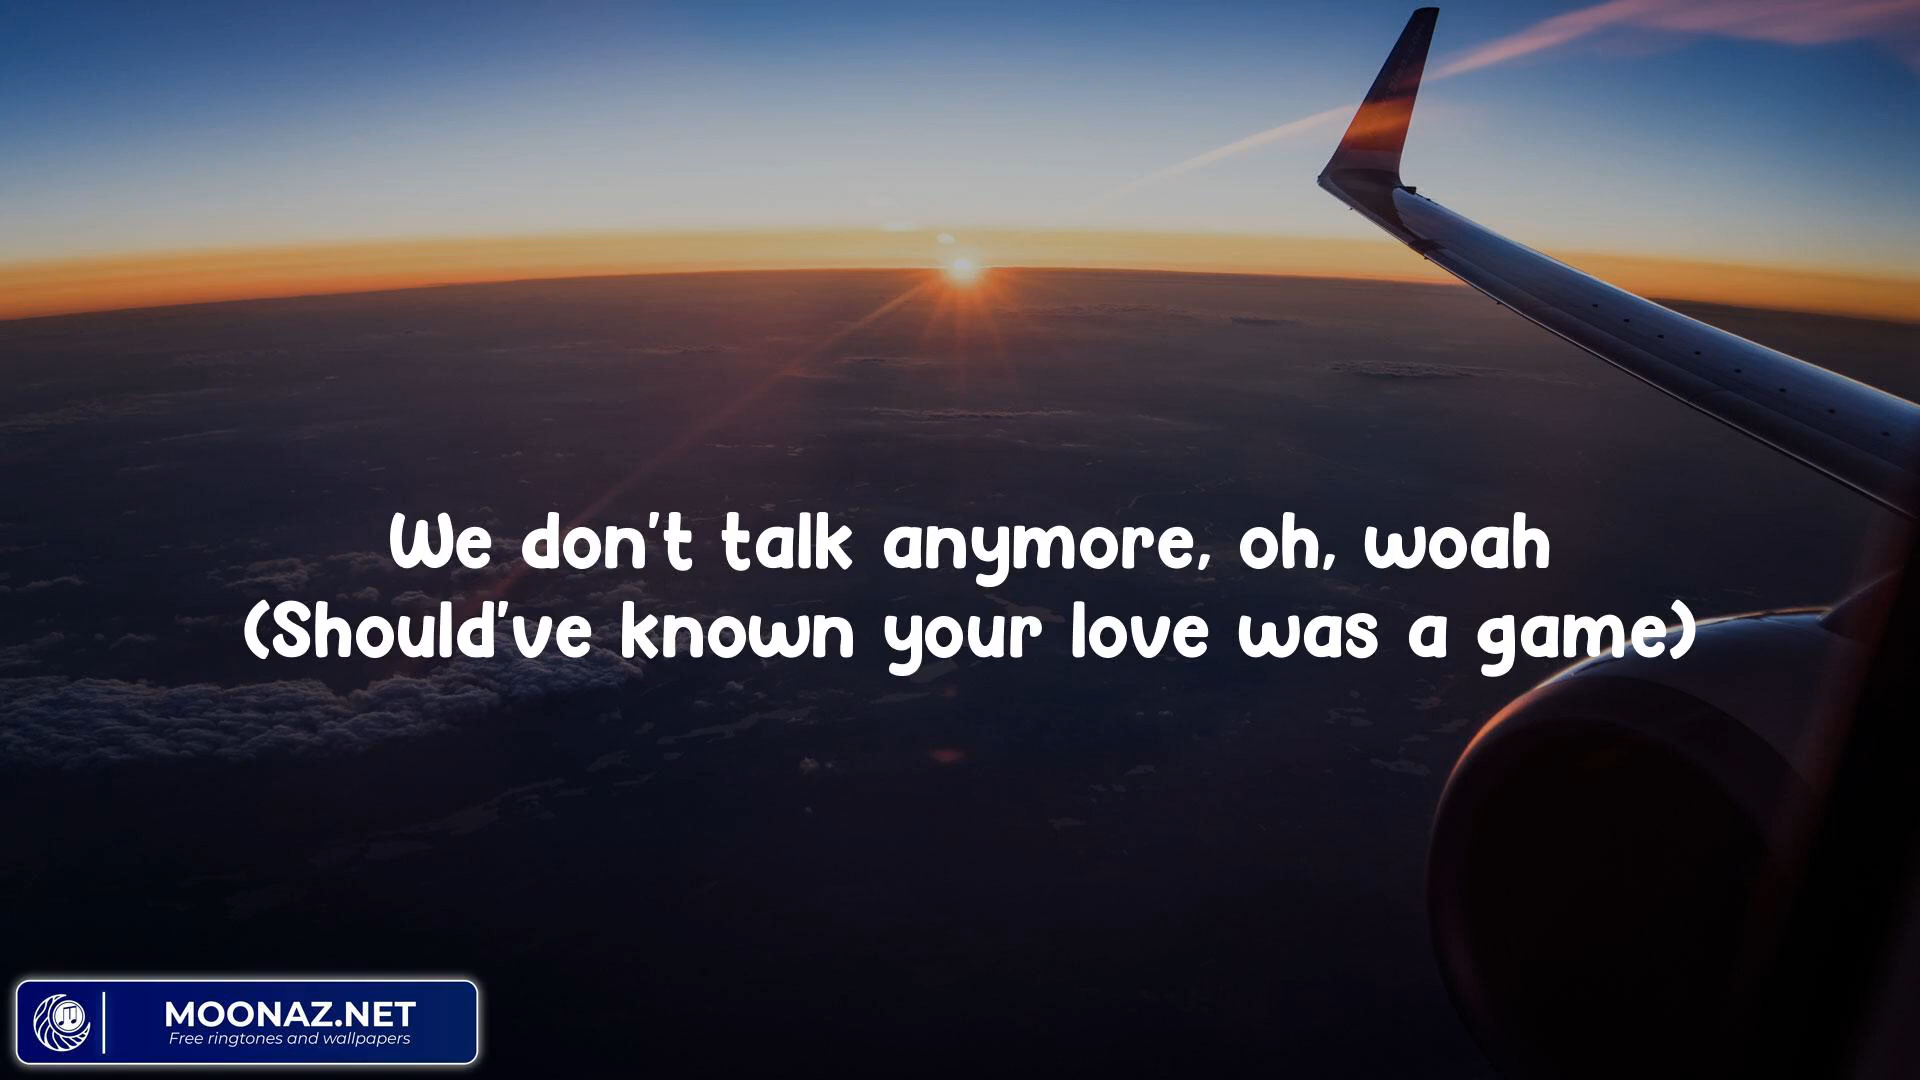 We don't talk anymore, oh, woah
(Should've known your love was a game)
MOONAZ.NET
Free ringtones and wallpapers